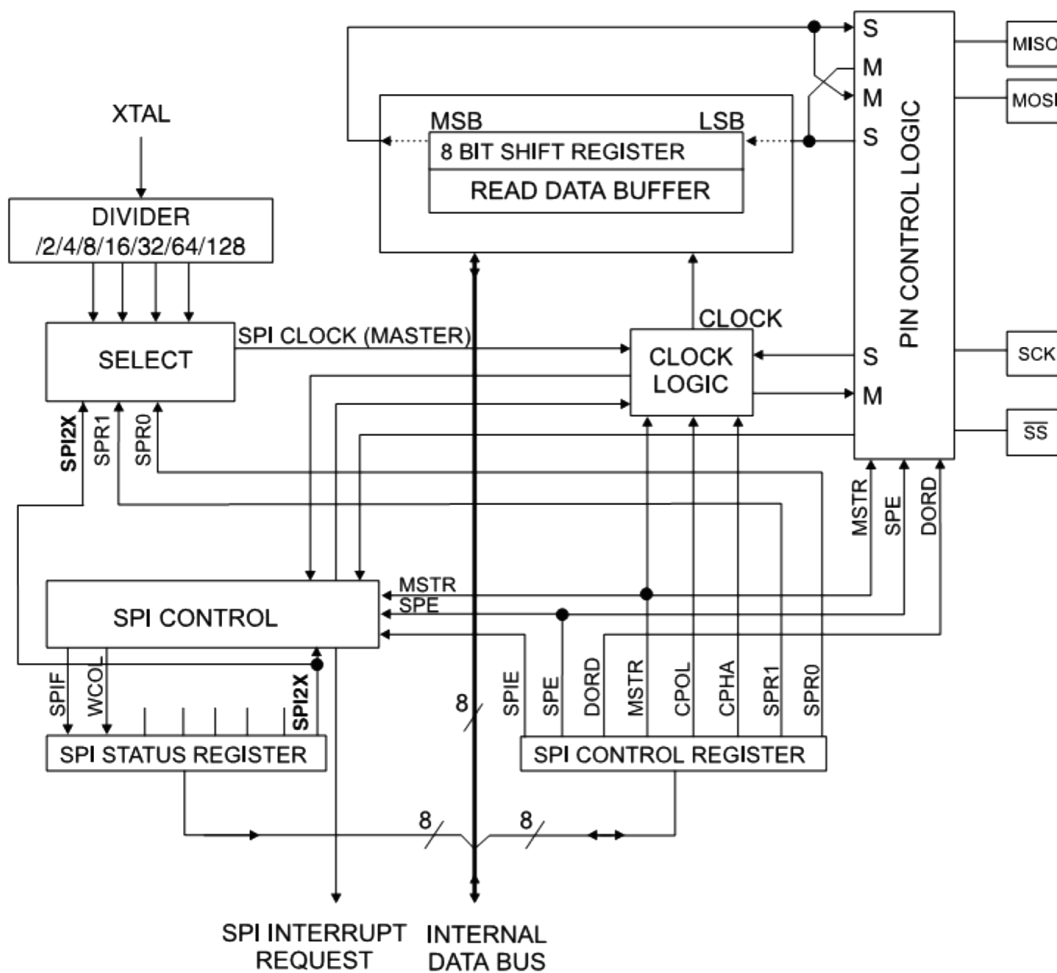 S
MISO
M
M
MOSI
MSB
LSB
S
8 BIT SHIFT REGISTER
READ DATA BUFFER
PIN CONTROL LOGIC
XTAL
DIVIDER
/2/4/8/16/32/64/128
SELECT
SPI CLOCK (MASTER)
CLOCK
CLOCK
LOGIC
S
M
SCK
SS
SPI2X
SPR1
SPR0
MSTR
SPE
DORD
SPI CONTROL
MSTR
SPE
SPIF
WCOL
SPI2X
SPIE
SPE
DORD
MSTR
CPOL
CPHA
SPR1
SPR0
8
SPI STATUS REGISTER
SPI CONTROL REGISTER
8
8
SPI INTERRUPT
REQUEST
INTERNAL
DATA BUS